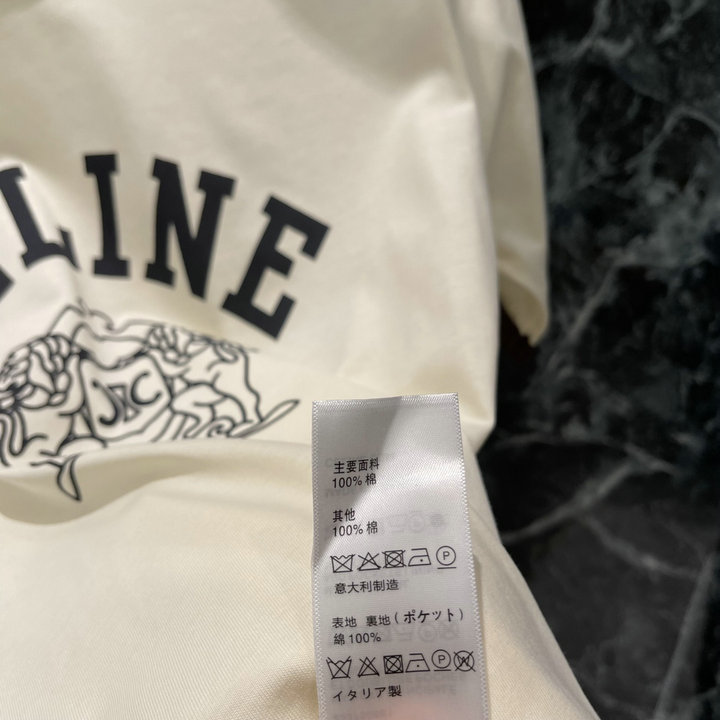 LINE
J C
主要面料
100% 棉
其他
100% 棉
P
意大利制造
表地 裏地 ( ポケット )
綿 100%
P W
イタリア製